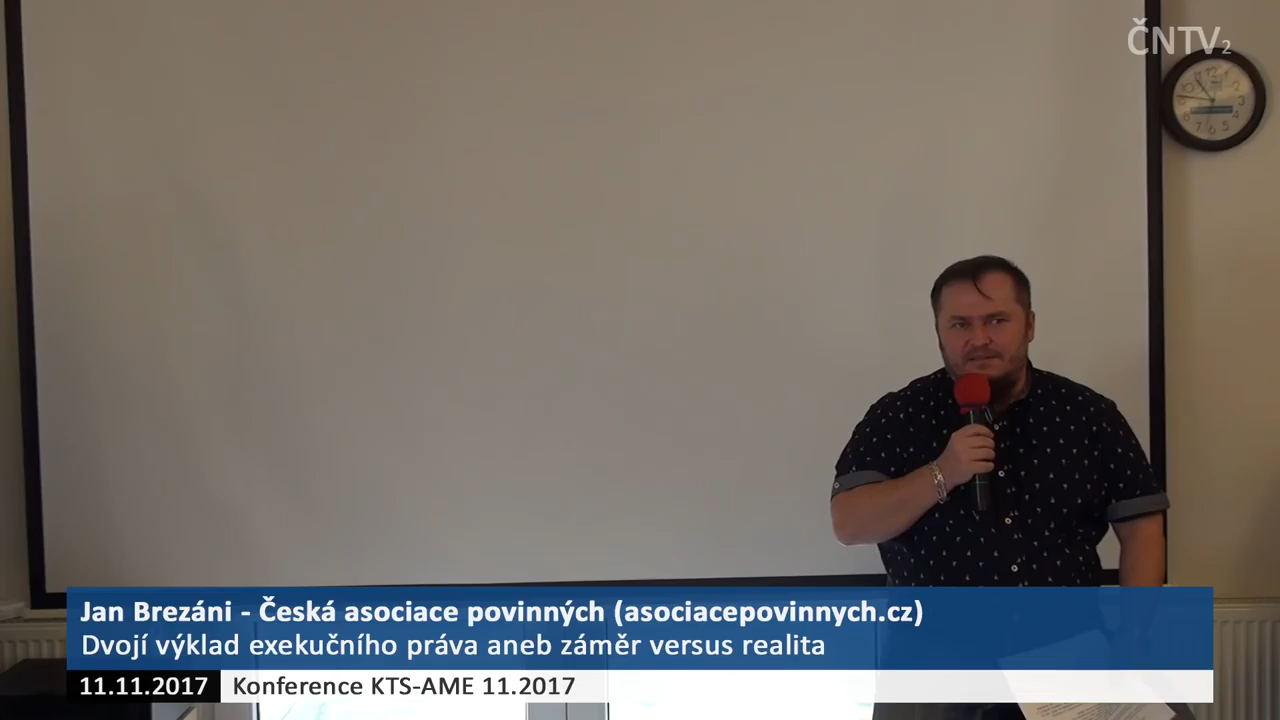 ČNTV2
Jan Brezáni - Česká asociace povinných (asociacepovinnych.cz)
Dvojí výklad exekučního práva aneb záměr versus realita
11.11.2017 Konference KTS-AME 11.2017